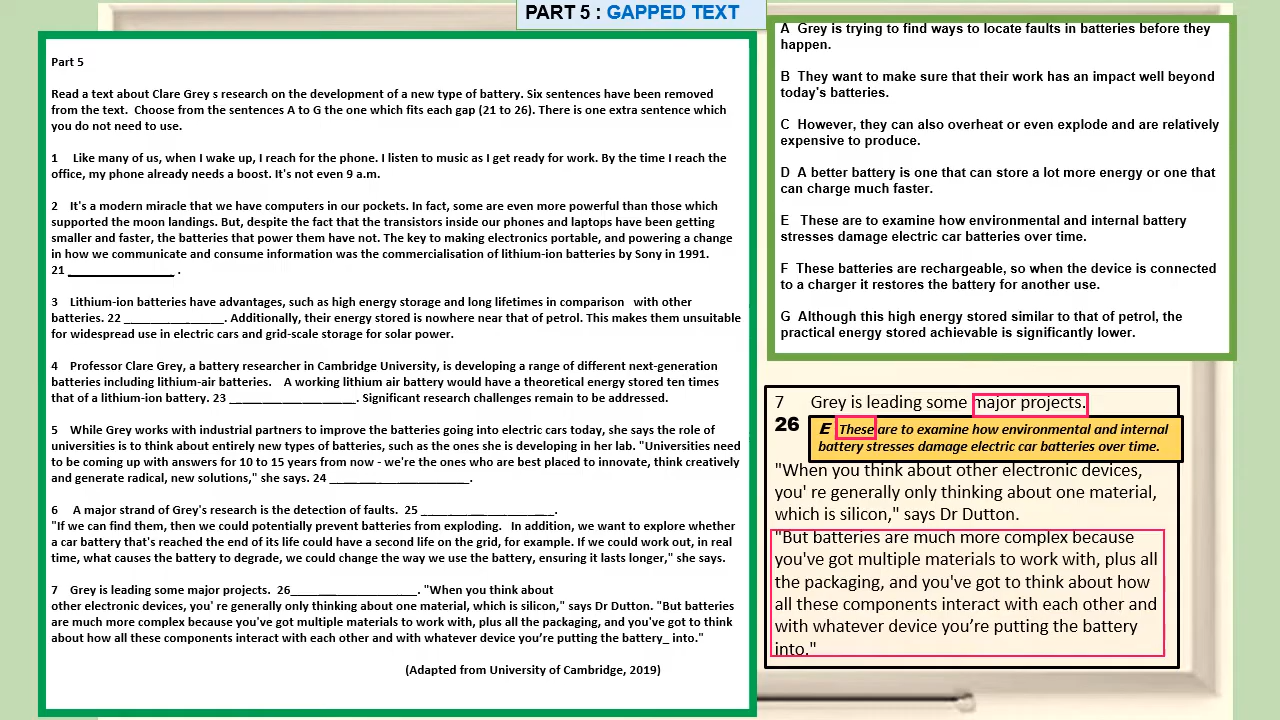 PART 5 : GAPPED TEXT
Part 5
Read a text about Clare Grey s research on the development of a new type of battery. Six sentences have been removed
from the text.  Choose from the sentences A to G the one which fits each gap (21 to 26). There is one extra sentence which
you do not need to use.
1    Like many of us, when I wake up, I reach for the phone. I listen to music as I get ready for work. By the time I reach the
office, my phone already needs a boost. It's not even 9 a.m.
2    It's a modern miracle that we have computers in our pockets. In fact, some are even more powerful than those which
supported the moon landings. But, despite the fact that the transistors inside our phones and laptops have been getting
smaller and faster, the batteries that power them have not. The key to making electronics portable, and powering a change
in how we communicate and consume information was the commercialisation of lithium-ion batteries by Sony in 1991.
21 _________________ .
3    Lithium-ion batteries have advantages, such as high energy storage and long lifetimes in comparison   with other
batteries. 22 ________________. Additionally, their energy stored is nowhere near that of petrol. This makes them unsuitable
for widespread use in electric cars and grid-scale storage for solar power.
4    Professor Clare Grey, a battery researcher in Cambridge University, is developing a range of different next-generation
batteries including lithium-air batteries.    A working lithium air battery would have a theoretical energy stored ten times
that of a lithium-ion battery. 23 ____________________. Significant research challenges remain to be addressed.
5    While Grey works with industrial partners to improve the batteries going into electric cars today, she says the role of
universities is to think about entirely new types of batteries, such as the ones she is developing in her lab. "Universities need
to be coming up with answers for 10 to 15 years from now - we're the ones who are best placed to innovate, think creatively
and generate radical, new solutions," she says. 24 ______________________.
6    A major strand of Grey's research is the detection of faults.  25 _____________________.
"If we can find them, then we could potentially prevent batteries from exploding.   In addition, we want to explore whether
a car battery that's reached the end of its life could have a second life on the grid, for example. If we could work out, in real
time, what causes the battery to degrade, we could change the way we use the battery, ensuring it lasts longer," she says.
7    Grey is leading some major projects.  26____________________. "When you think about
other electronic devices, you' re generally only thinking about one material, which is silicon," says Dr Dutton. "But batteries
are much more complex because you've got multiple materials to work with, plus all the packaging, and you've got to think
about how all these components interact with each other and with whatever device you're putting the battery_ into."
(Adapted from University of Cambridge, 2019)
A  Grey is trying to find ways to locate faults in batteries before they
happen.
B  They want to make sure that their work has an impact well beyond
today's batteries.
C  However, they can also overheat or even explode and are relatively
expensive to produce.
D  A better battery is one that can store a lot more energy or one that
can charge much faster.
E   These are to examine how environmental and internal battery
stresses damage electric car batteries over time.
F  These batteries are rechargeable, so when the device is connected
to a charger it restores the battery for another use.
G  Although this high energy stored similar to that of petrol, the
practical energy stored achievable is significantly lower.
7    Grey is leading some major projects.
26 E These are to examine how environmental and internal
battery stresses damage electric car batteries over time.
"When you think about other electronic devices,
you' re generally only thinking about one material,
which is silicon," says Dr Dutton.
"But batteries are much more complex because
you've got multiple materials to work with, plus all
the packaging, and you've got to think about how
all these components interact with each other and
with whatever device you're putting the battery
into."